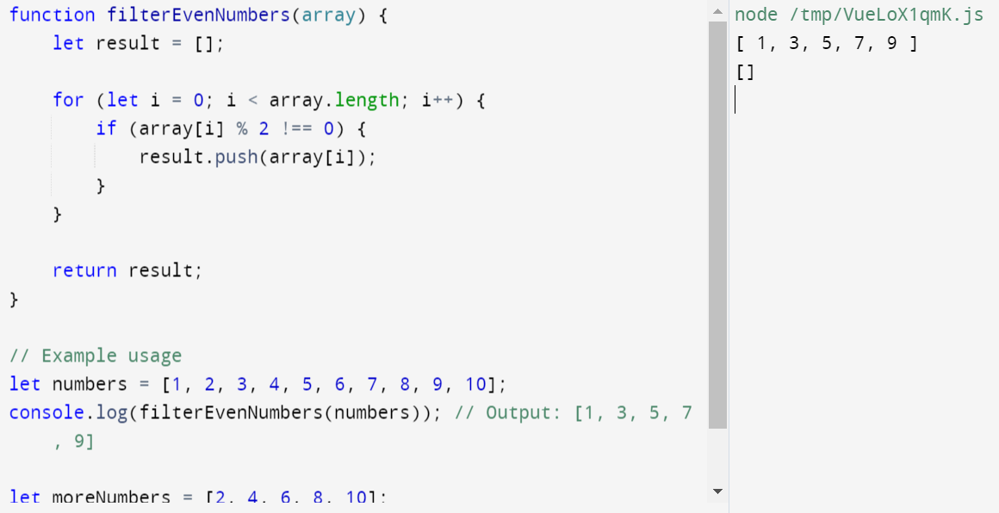 function filterEvenNumbers(array) {
    let result = [];

    for (let i = 0; i < array.length; i++) {
        if (array[i] % 2 !== 0) {
            result.push(array[i]);
        }
    }

    return result;
}

// Example usage
let numbers = [1, 2, 3, 4, 5, 6, 7, 8, 9, 10];
console.log(filterEvenNumbers(numbers)); // Output: [1, 3, 5, 7
    , 9]

let moreNumbers = [2, 4, 6, 8, 10];
node /tmp/VueLoX1qmK.js
[ 1, 3, 5, 7, 9 ]
[]